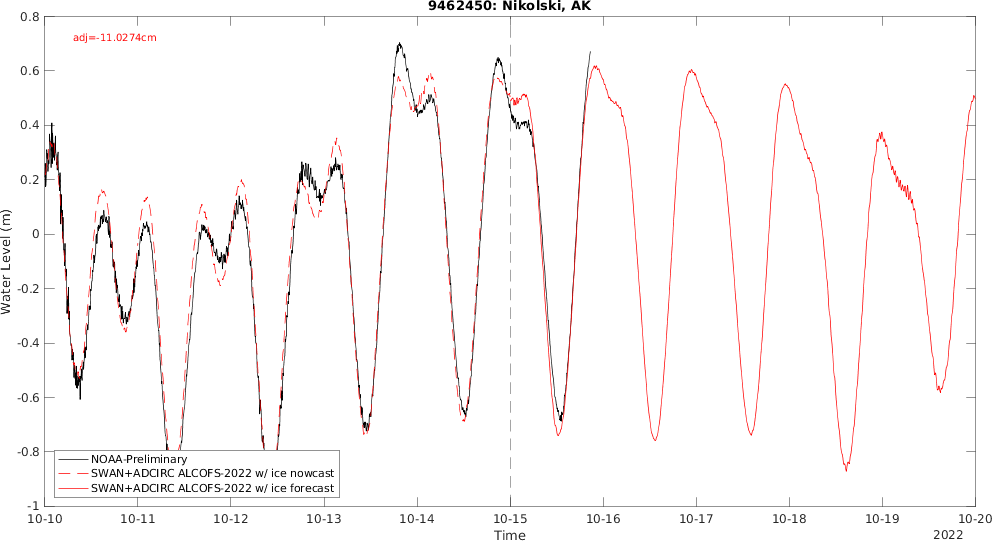 9462450: Nikolski, AK
adj=-11.0274cm
Water Level (m)
0.8
0.6
0.4
0.2
0
-0.2
-0.4
-0.6
-0.8
-1
NOAA-Preliminary
SWAN+ADCIRC ALCOFS-2022 w/ ice nowcast
SWAN+ADCIRC ALCOFS-2022 w/ ice forecast
10-10 10-11 10-12 10-13 10-14 10-15 10-16 10-17 10-18 10-19 10-20
Time
2022